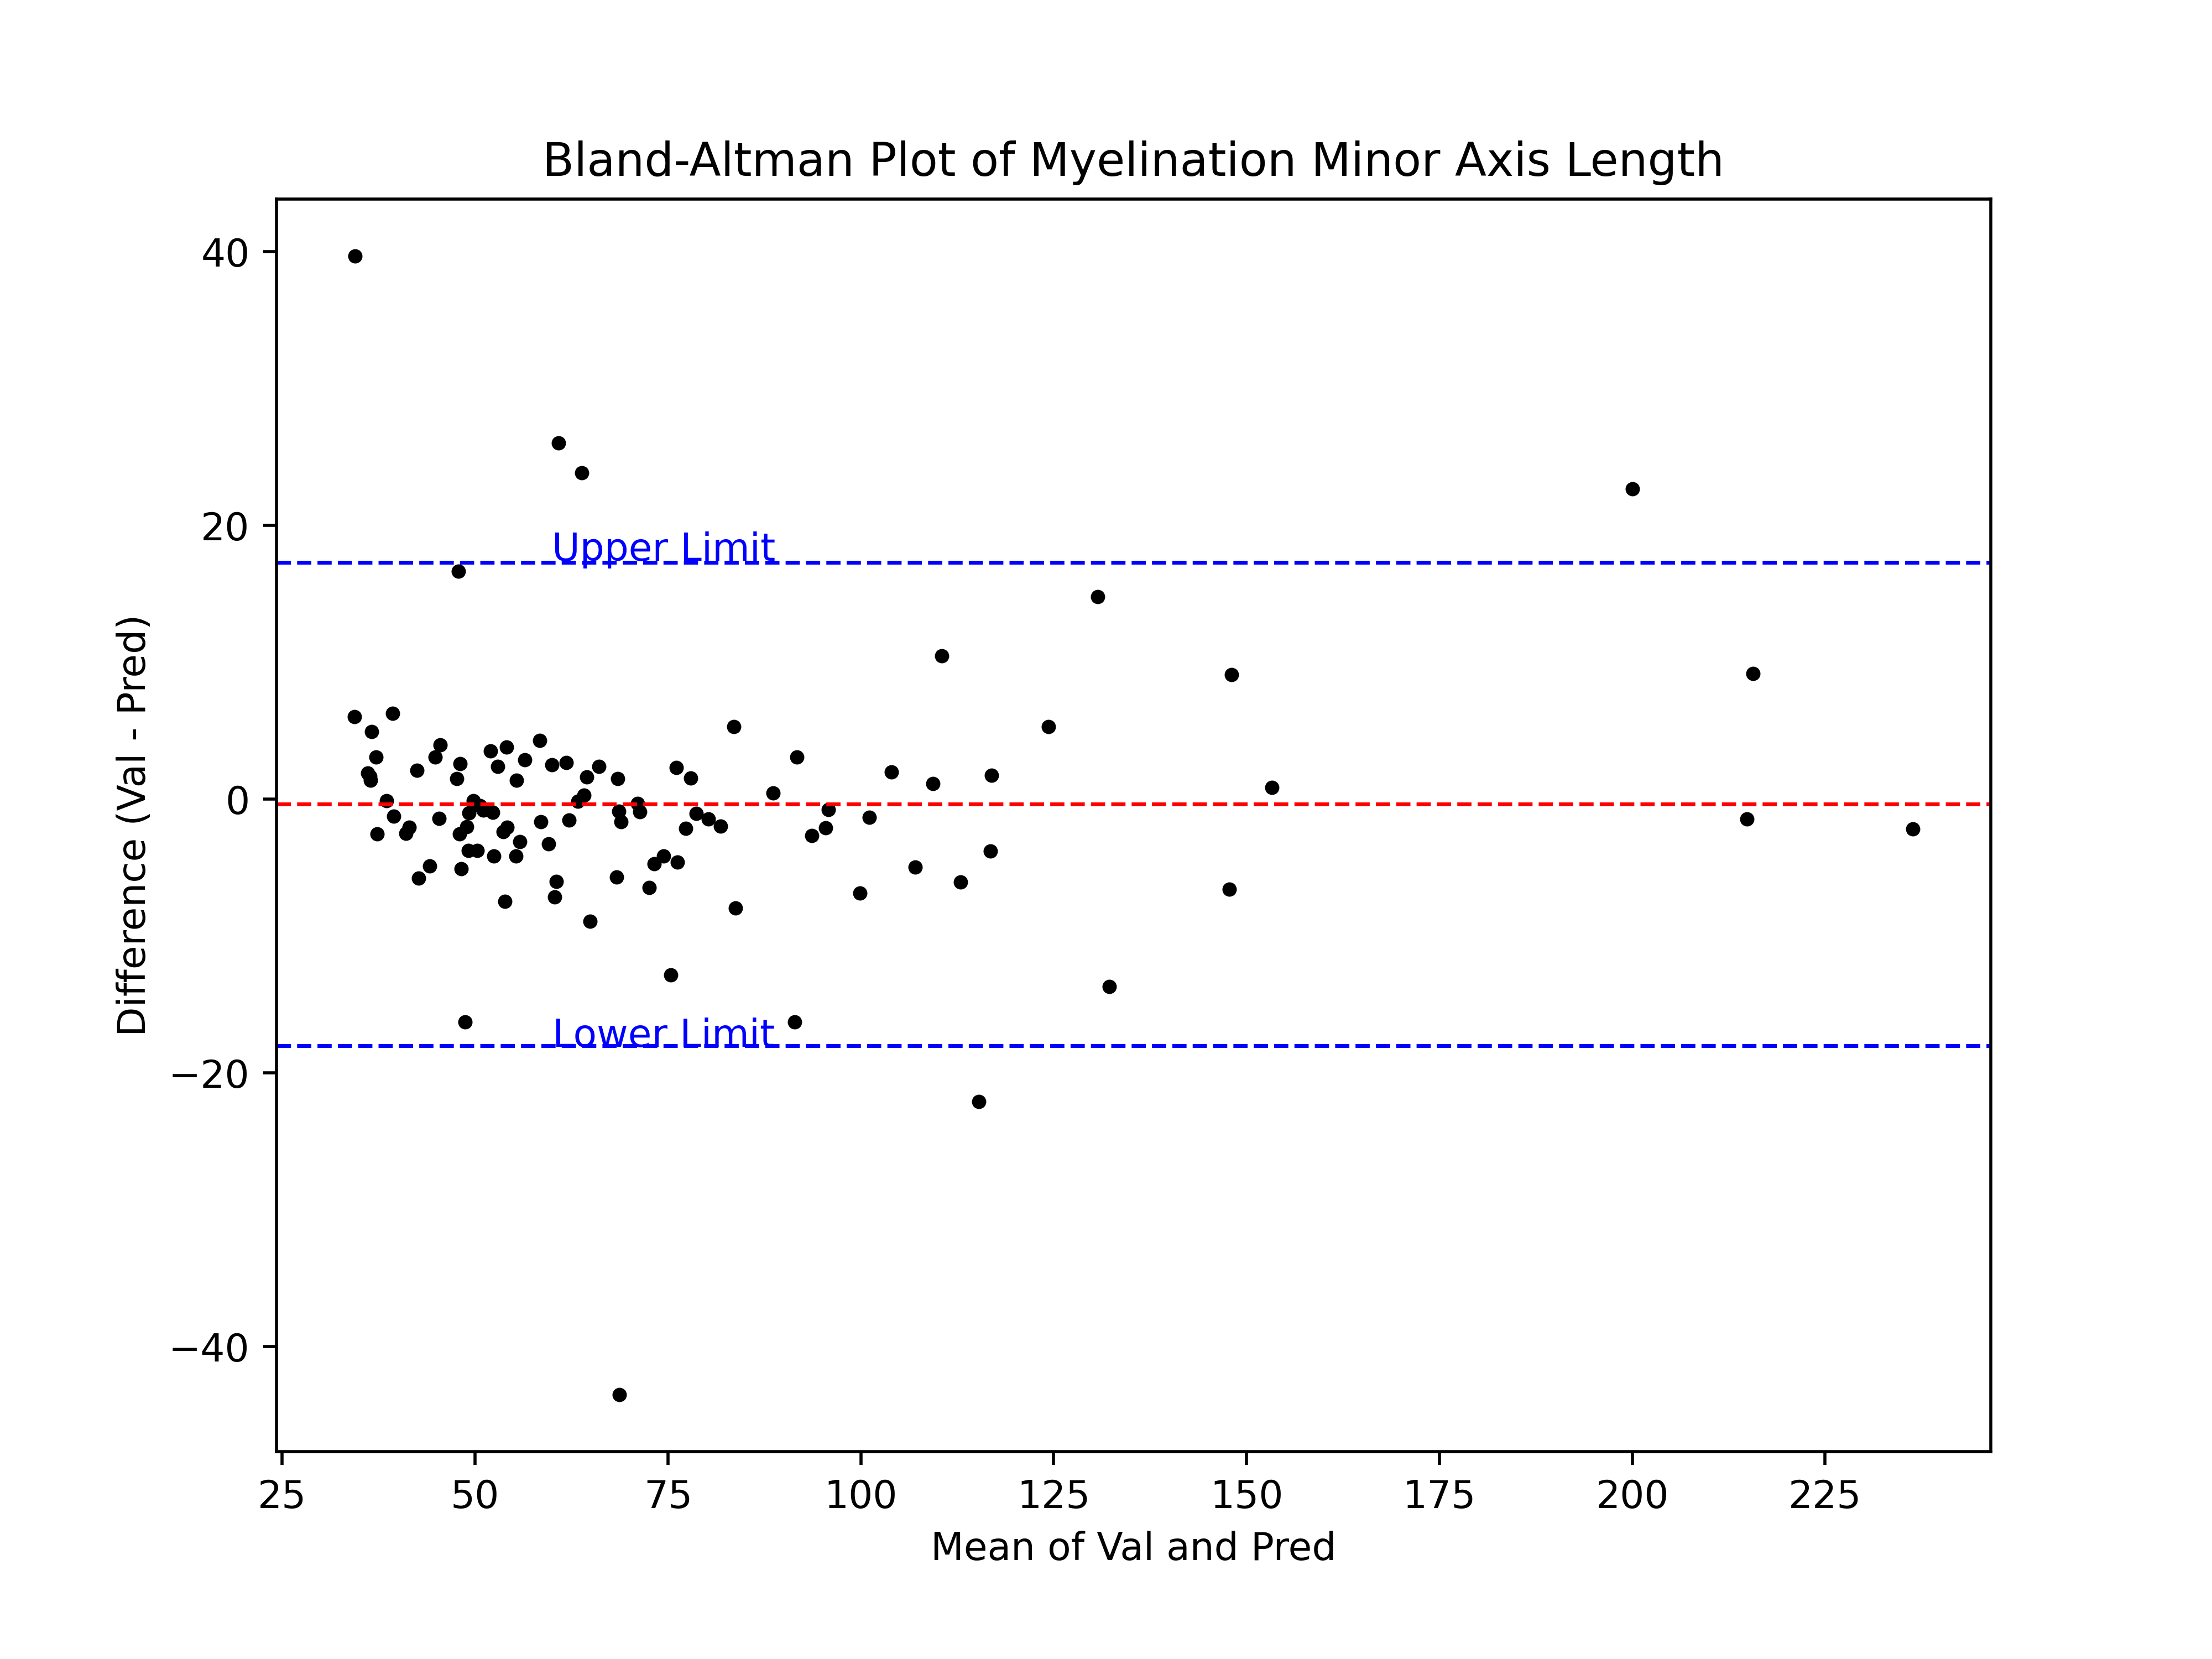 Bland-Altman Plot of Myelination Minor Axis Length
Difference (Val - Pred)
40
20
0
−20
−40
Upper Limit
Lower Limit
25 50 75 100 125 150 175 200 225
Mean of Val and Pred